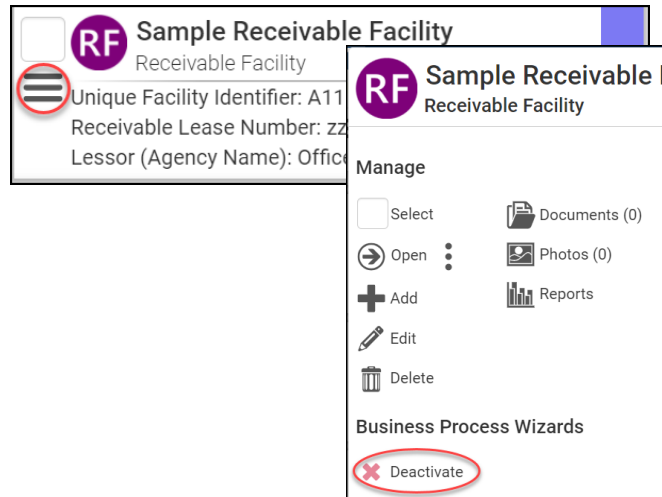 RF
Sample Receivable Facility
Receivable Facility
Unique Facility Identifier: A11
Receivable Lease Number: zz
Lessor (Agency Name): Office
RF
Sample Receivable
Receivable Facility
Manage
Select
Documents (0)
Open
Photos (0)
Add
Reports
Edit
Delete
Business Process Wizards
Deactivate